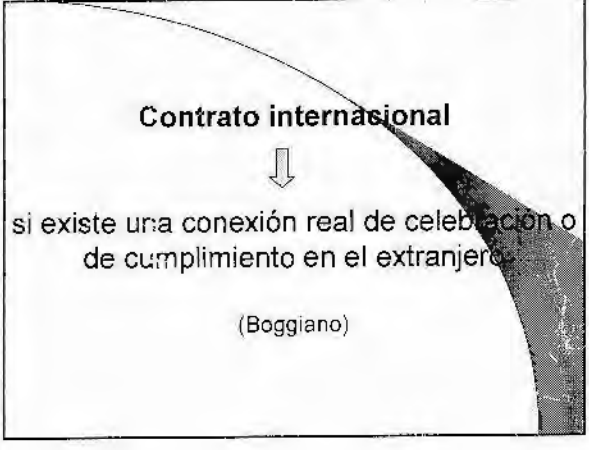 Contrato internacional
si existe una conexión real de celebración o
de cumplimiento en el extranjero
(Boggiano)